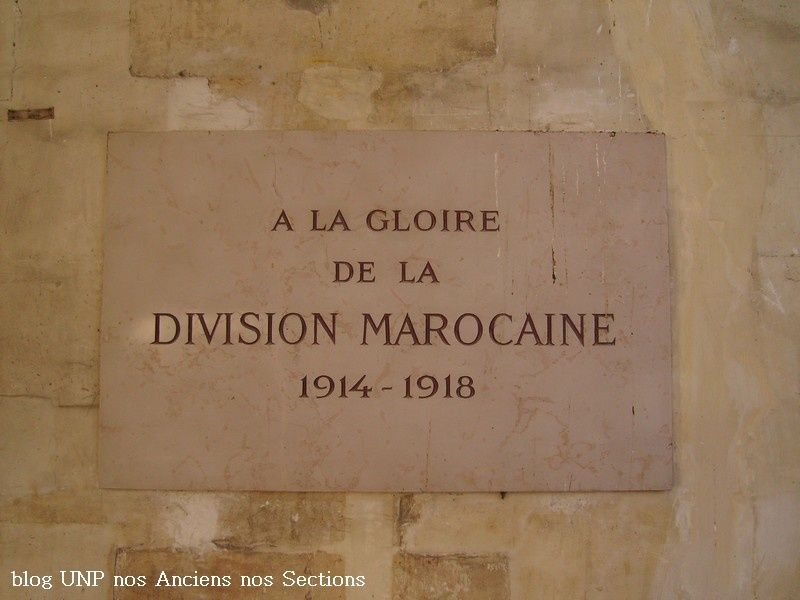 A LA GLOIRE
DE LA
DIVISION MAROCAINE
1914-1918
blog UNP nos Anciens nos Sections